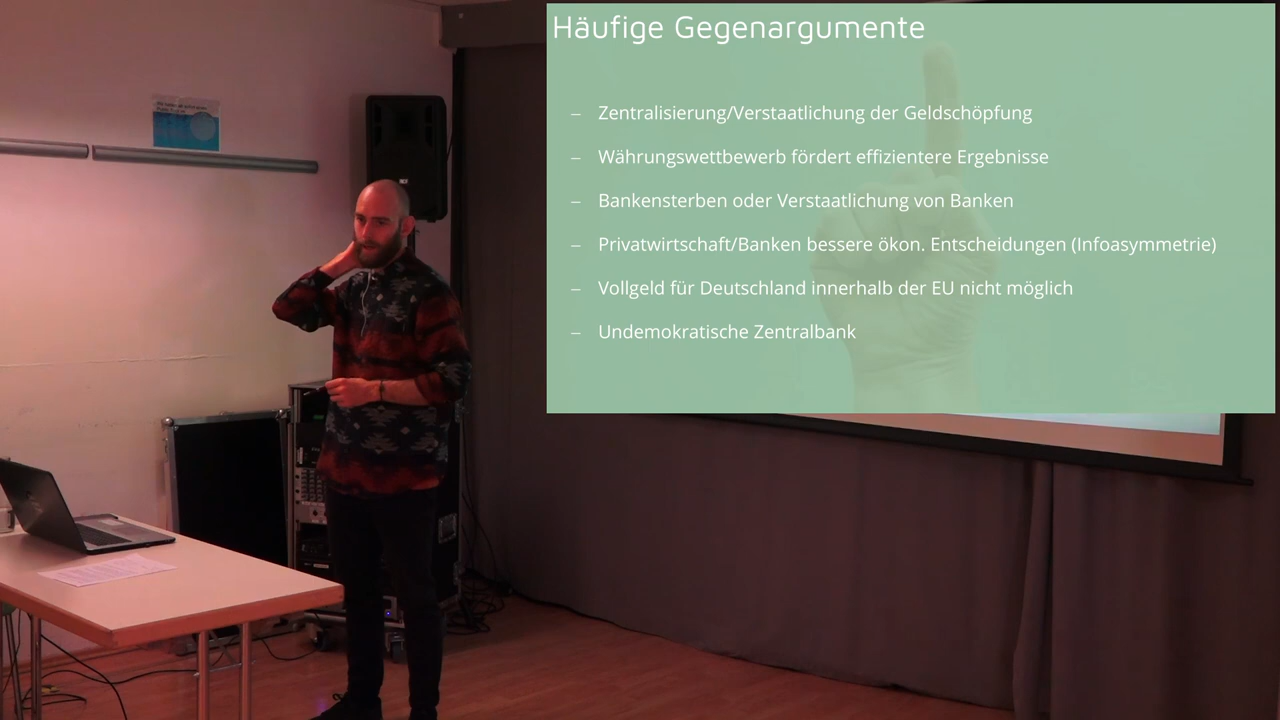 Häufige Gegenargumente
– Zentralisierung/Verstaatlichung der Geldschöpfung
– Währungswettbewerb fördert effizientere Ergebnisse
– Bankensterben oder Verstaatlichung von Banken
– Privatwirtschaft/Banken bessere ökon. Entscheidungen (Infoasymmetrie)
– Vollgeld für Deutschland innerhalb der EU nicht möglich
– Undemokratische Zentralbank